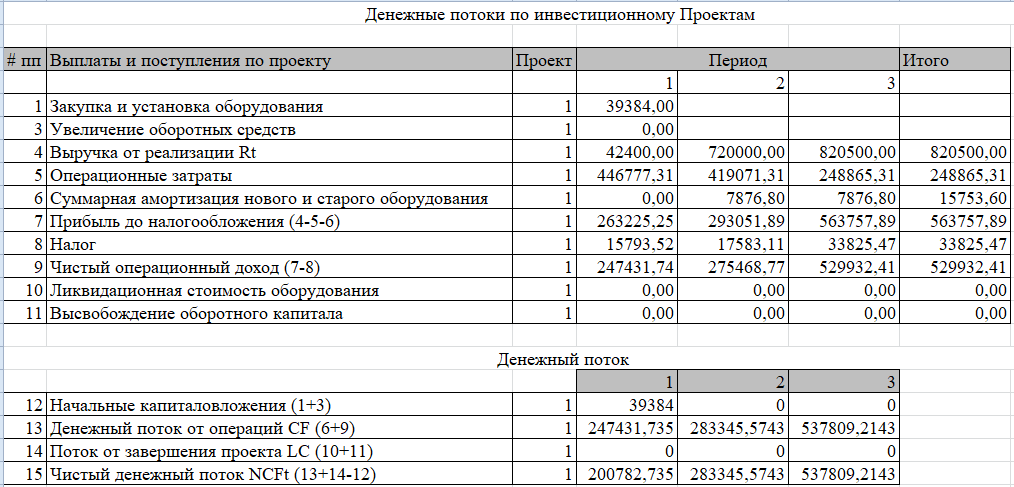 Денежные потоки по инвестиционному Проектам
# пп Выплаты и поступления по проекту Проект Период Итого
1 2 3
1 Закупка и установка оборудования 1 39384,00
3 Увеличение оборотных средств 1 0,00
4 Выручка от реализации Rt 1 42400,00 720000,00 820500,00 820500,00
5 Операционные затраты 1 446777,31 419071,31 248865,31 248865,31
6 Суммарная амортизация нового и старого оборудования 1 0,00 7876,80 7876,80 15753,60
7 Прибыль до налогообложения (4-5-6) 1 263225,25 293051,89 563757,89 563757,89
8 Налог 1 15793,52 17583,11 33825,47 33825,47
9 Чистый операционный доход (7-8) 1 247431,74 275468,77 529932,41 529932,41
10 Ликвидационная стоимость оборудования 1 0,00 0,00 0,00 0,00
11 Высвобождение оборотного капитала 1 0,00 0,00 0,00 0,00
Денежный поток
1 2 3
12 Начальные капиталовложения (1+3) 1 39384 0 0
13 Денежный поток от операций CF (6+9) 1 247431,735 283345,5743 537809,2143
14 Поток от завершения проекта LC (10+11) 1 0 0 0
15 Чистый денежный поток NCFt (13+14-12) 1 200782,735 283345,5743 537809,2143